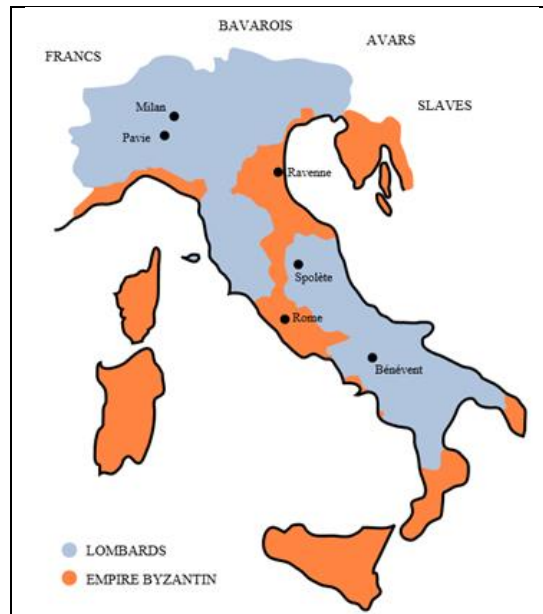 BAVAROIS
AVARS
FRANCS
SLAVES
Milan
Pavie
Ravenne
Spolète
Rome
Bénévent
LOMBARDS
EMPIRE BYZANTIN